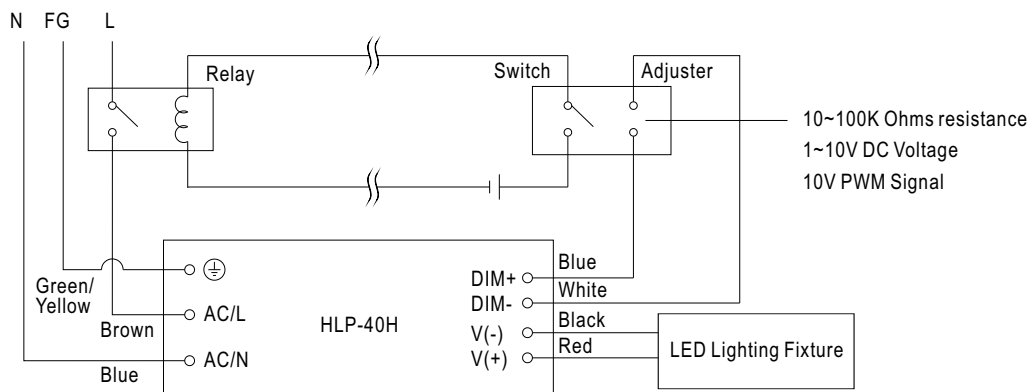 N FG L
Relay
Switch
Adjuster
10~100K Ohms resistance
1~10V DC Voltage
10V PWM Signal
Green/
Yellow
Brown
Blue
AC/L
AC/N
HLP-40H
DIM+
DIM-
V(-)
V(+)
Blue
White
Black
Red
LED Lighting Fixture